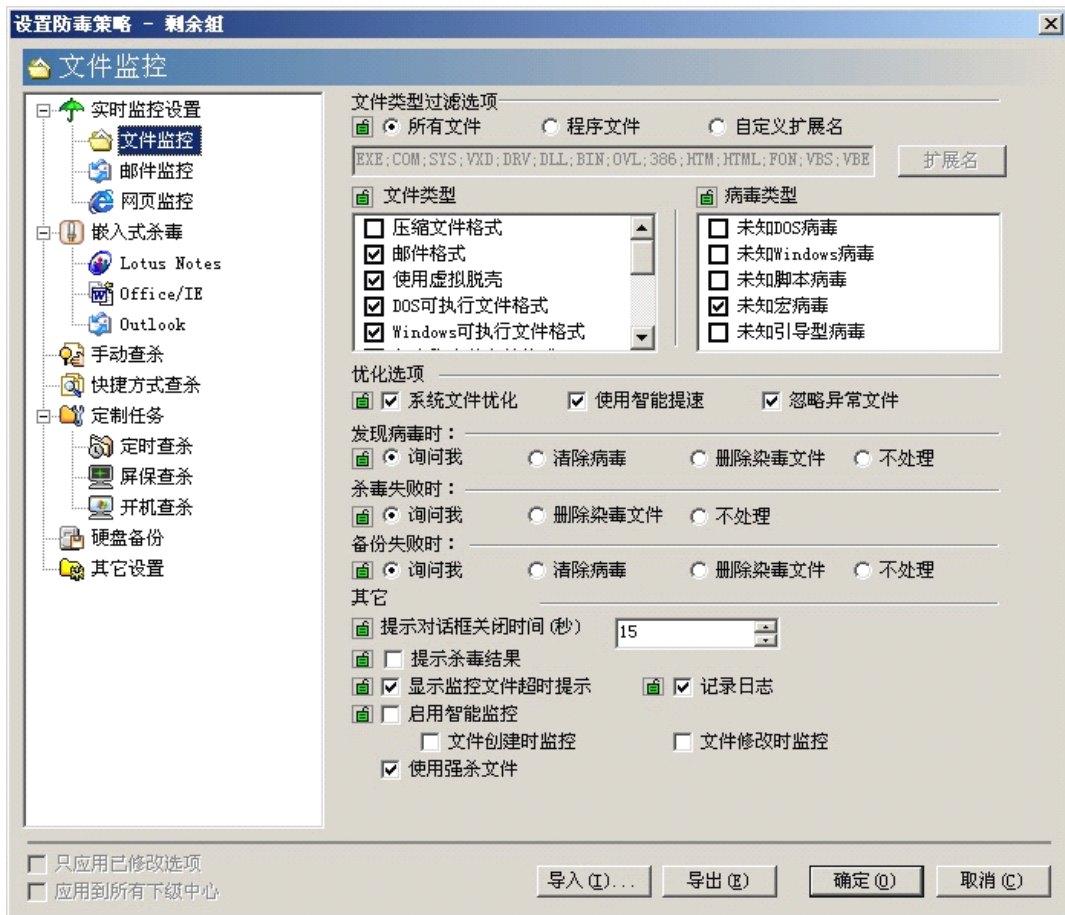 设置防毒策略 - 剩余组
文件监控
实时监控设置
文件监控
邮件监控
网页监控
嵌入式杀毒
Lotus Notes
Office/IE
Outlook
手动查杀
快捷方式查杀
定制任务
定时查杀
屏保查杀
开机查杀
硬盘备份
其它设置
文件类型过滤选项
所有文件 程序文件 自定义扩展名
EXE;COM;SYS;VXD;DRV;DLL;BIN;OVL;386;HTM;HTML;FON;VBS;VBE 扩展名
文件类型
压缩文件格式
邮件格式
使用虚拟脱壳
DOS可执行文件格式
Windows可执行文件格式
病毒类型
未知DOS病毒
未知Windows病毒
未知脚本病毒
未知宏病毒
未知引导型病毒
优化选项
系统文件优化 使用智能提速 忽略异常文件
发现病毒时:
询问我 清除病毒 删除染毒文件 不处理
杀毒失败时:
询问我 删除染毒文件 不处理
备份失败时:
询问我 清除病毒 删除染毒文件 不处理
其它
提示对话框关闭时间(秒) 15
提示杀毒结果
显示监控文件超时提示 记录日志
启用智能监控
文件创建时监控 文件修改时监控
使用强杀文件
只应用已修改选项
应用到所有下级中心
导入(I)... 导出(E) 确定(O) 取消(C)